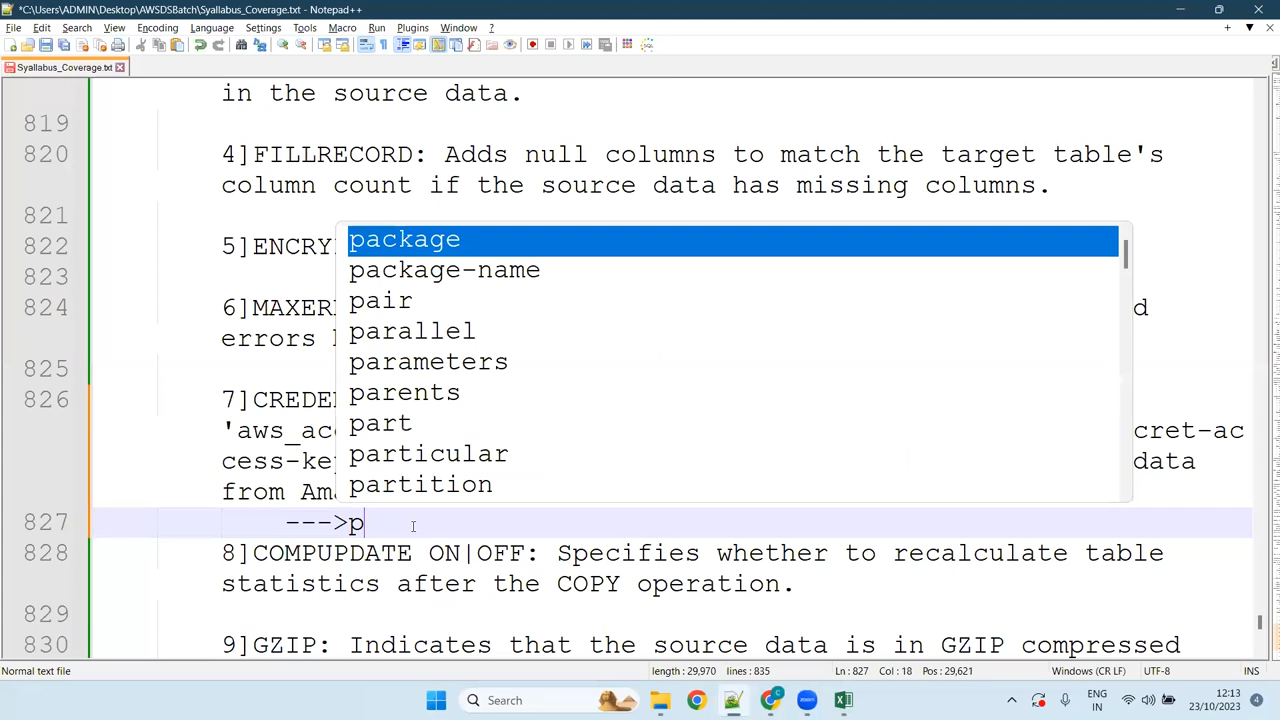 *C:\Users\ADMIN\Desktop\AWSDSBatch\Syallabus_Coverage.txt - Notepad++
File Edit Search View Encoding Language Settings Tools Macro Run Plugins Window ?
Syallabus_Coverage.txt
in the source data.
819
820 4]FILLRECORD: Adds null columns to match the target table's
column count if the source data has missing columns.
821
822 5]ENCRY
823
824 6]MAXER d
errors
825
826 7]CREDE
'aws_ac cret-ac
cess-ke data
from Am
827 --->p
package
package-name
pair
parallel
parameters
parents
part
particular
partition
828 8]COMPUPDATE ON|OFF: Specifies whether to recalculate table
statistics after the COPY operation.
829
830 9]GZIP: Indicates that the source data is in GZIP compressed
Normal text file length : 29,970 lines : 835 Ln : 827 Col : 18 Pos : 29,621 Windows (CR LF) UTF-8 INS
Search ENG IN 12:13 23/10/2023 4